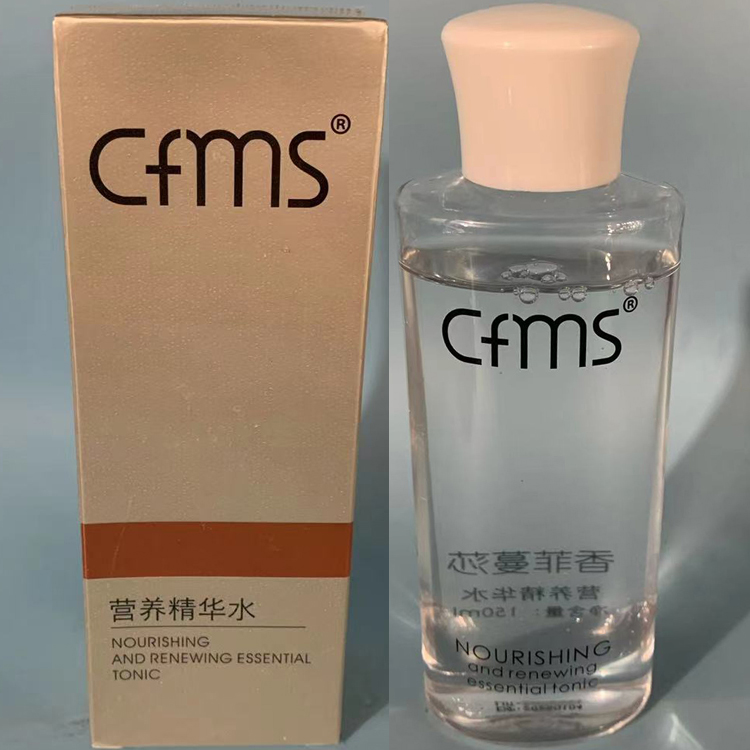 Cfms®
营养精华水
NOURISHING
AND RENEWING ESSENTIAL
TONIC
Cfms®
香菲蔓莎
营养精华水
净含量：150ml
NOURISHING
and renewing
essential tonic